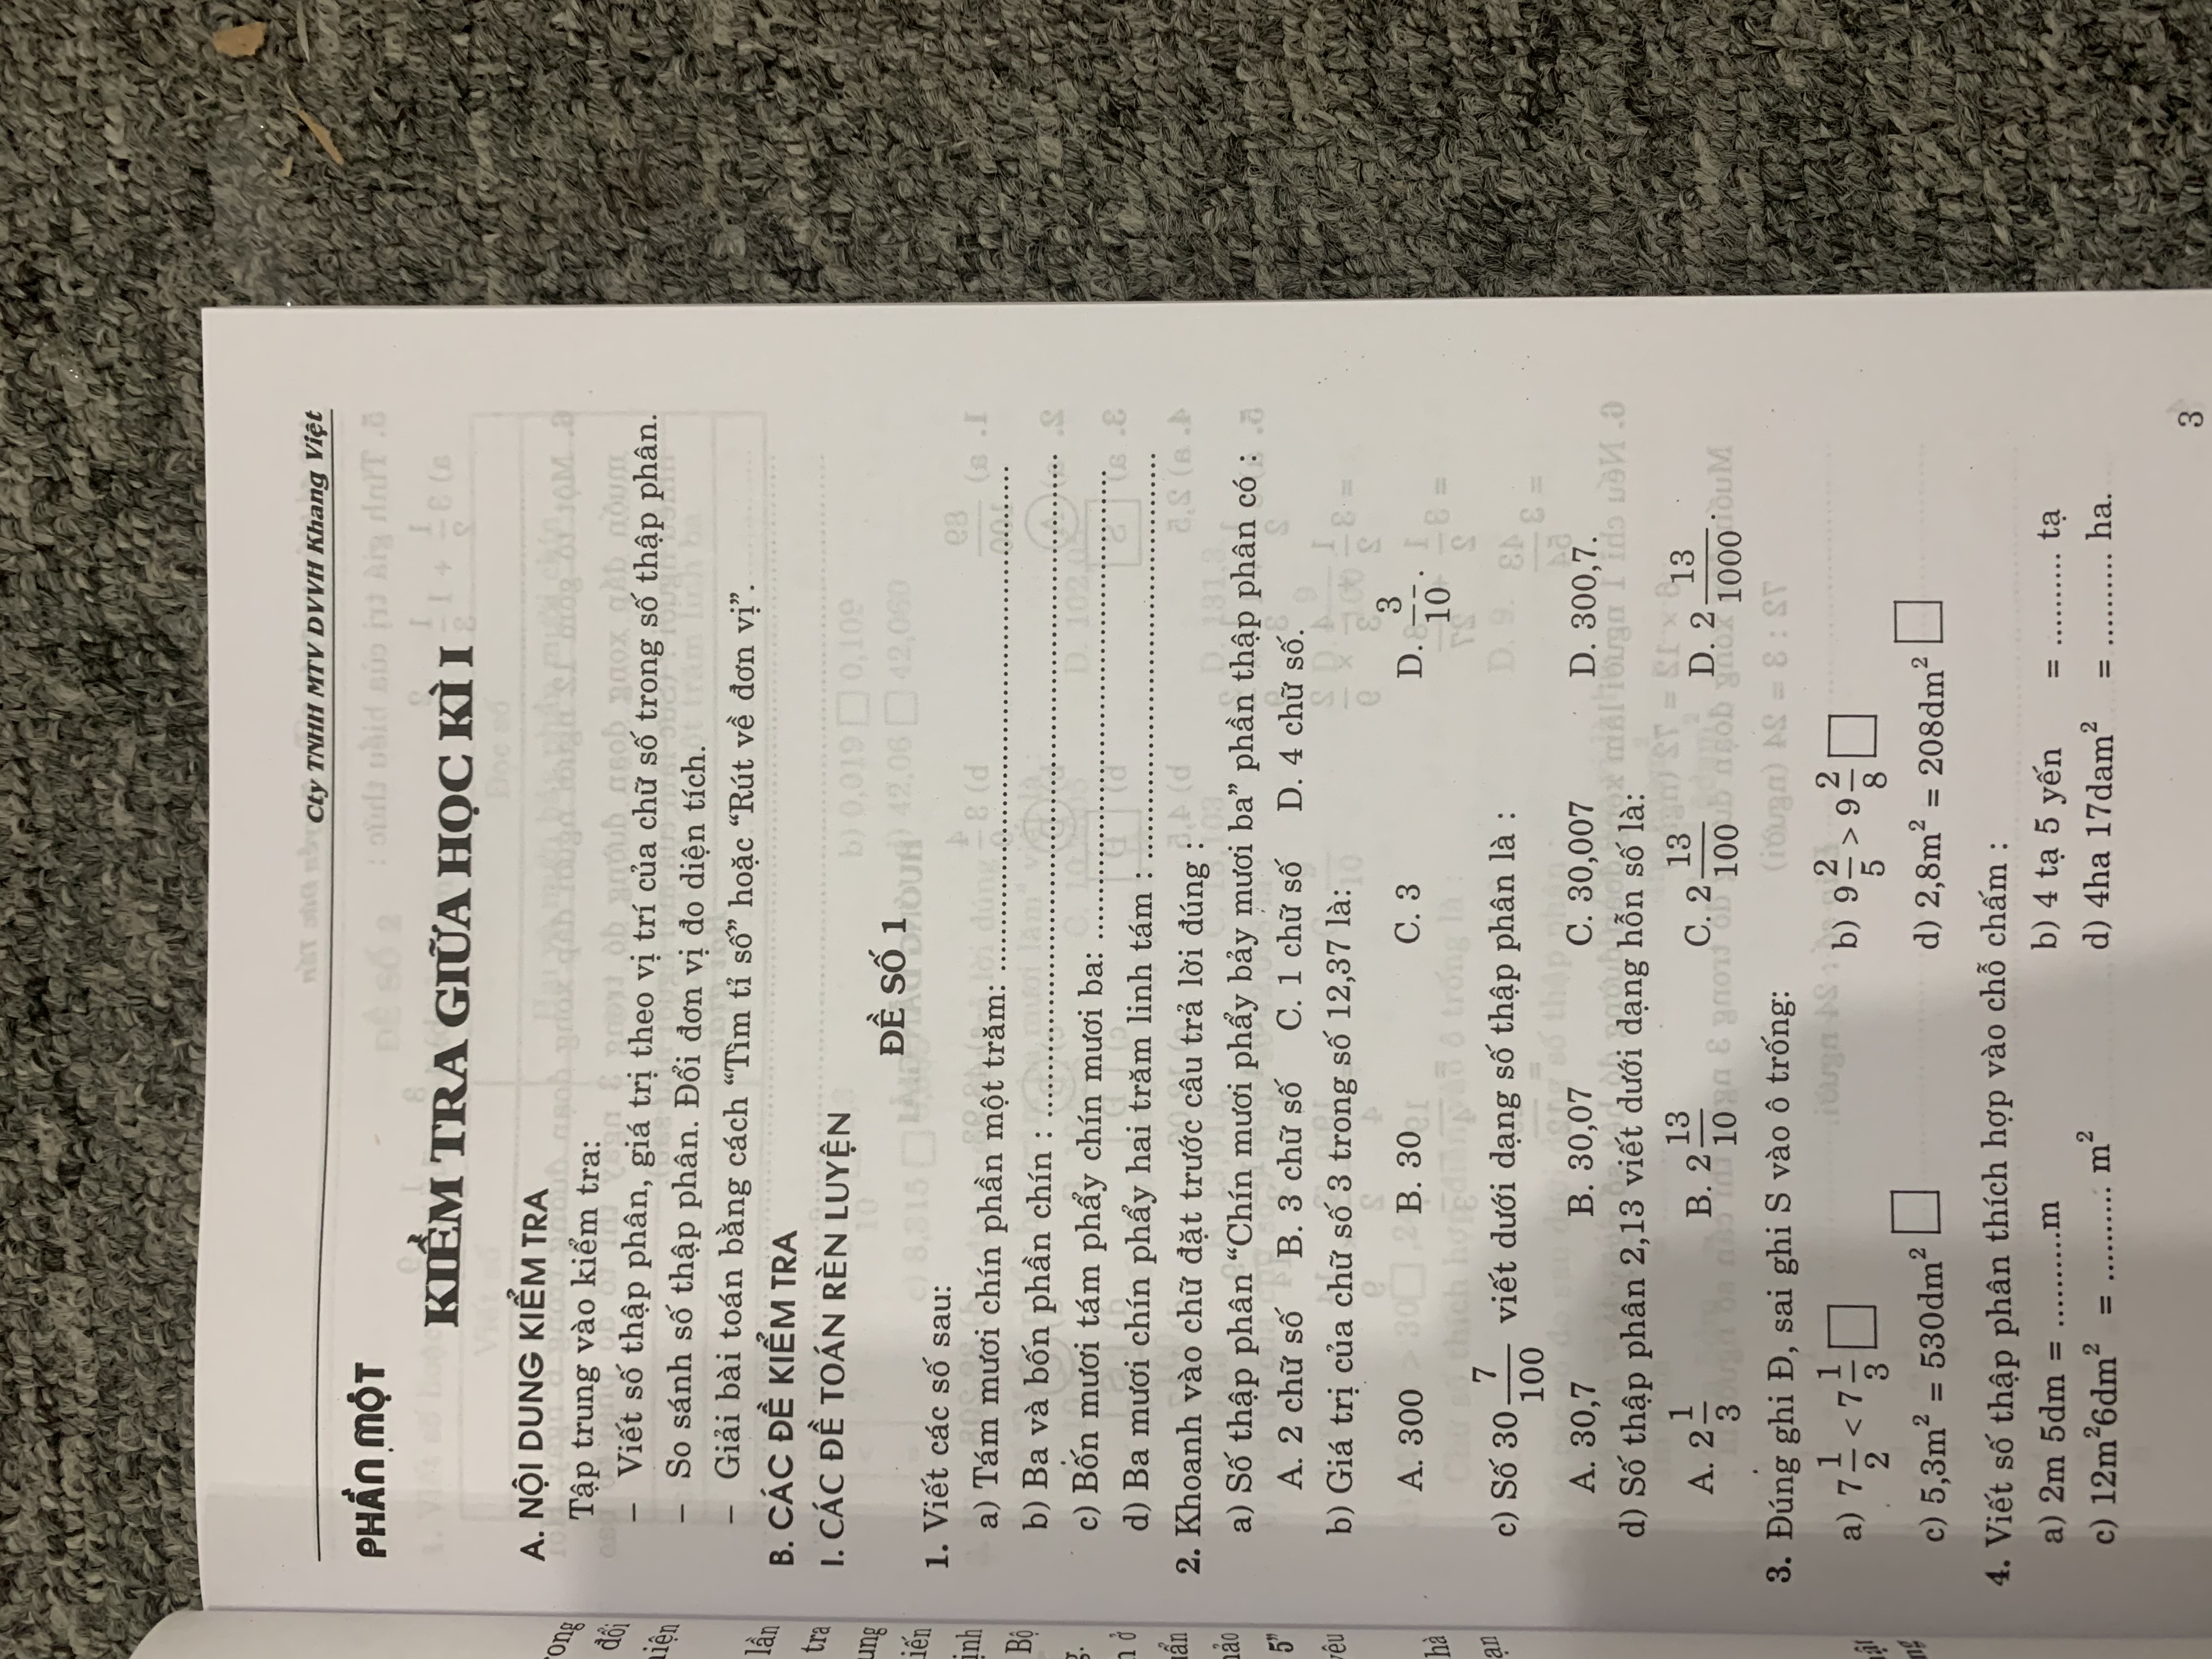 Cty TNHH MTV DVVH Khang Việt
PHẦN MỘT
KIỂM TRA GIỮA HỌC KÌ I
A. NỘI DUNG KIỂM TRA
Tập trung vào kiểm tra:
– Viết số thập phân, giá trị theo vị trí của chữ số trong số thập phân.
– So sánh số thập phân. Đổi đơn vị đo diện tích.
– Giải bài toán bằng cách “Tìm tỉ số” hoặc “Rút về đơn vị”.
B. CÁC ĐỀ KIỂM TRA
I. CÁC ĐỀ TOÁN RÈN LUYỆN
ĐỀ SỐ 1
1. Viết các số sau:
a) Tám mươi chín phần một trăm: ........................................
b) Ba và bốn phần chín : ........................................
c) Bốn mươi tám phẩy chín mươi ba: ........................................
d) Ba mươi chín phẩy hai trăm linh tám : ........................................
2. Khoanh vào chữ đặt trước câu trả lời đúng :
a) Số thập phân “Chín mươi phẩy bảy mươi ba” phần thập phân có :
A. 2 chữ số B. 3 chữ số C. 1 chữ số D. 4 chữ số.
b) Giá trị của chữ số 3 trong số 12,37 là:
A. 300 B. 30 C. 3 D. 3/10.
c) Số 30 7/100 viết dưới dạng số thập phân là :
A. 30,7 B. 30,07 C. 30,007 D. 300,7.
d) Số thập phân 2,13 viết dưới dạng hỗn số là:
A. 2 1/3 B. 2 13/10 C. 2 13/100 D. 2 13/1000.
3. Đúng ghi Đ, sai ghi S vào ô trống:
a) 7 1/2 < 7 1/3 □ b) 9 2/5 > 9 2/8 □
c) 5,3m² = 530dm² □ d) 2,8m² = 208dm² □
4. Viết số thập phân thích hợp vào chỗ chấm :
a) 2m 5dm = ...........m b) 4 tạ 5 yến = .......... tạ
c) 12m²6dm² = .......... m² d) 4ha 17dam² = .......... ha.
3